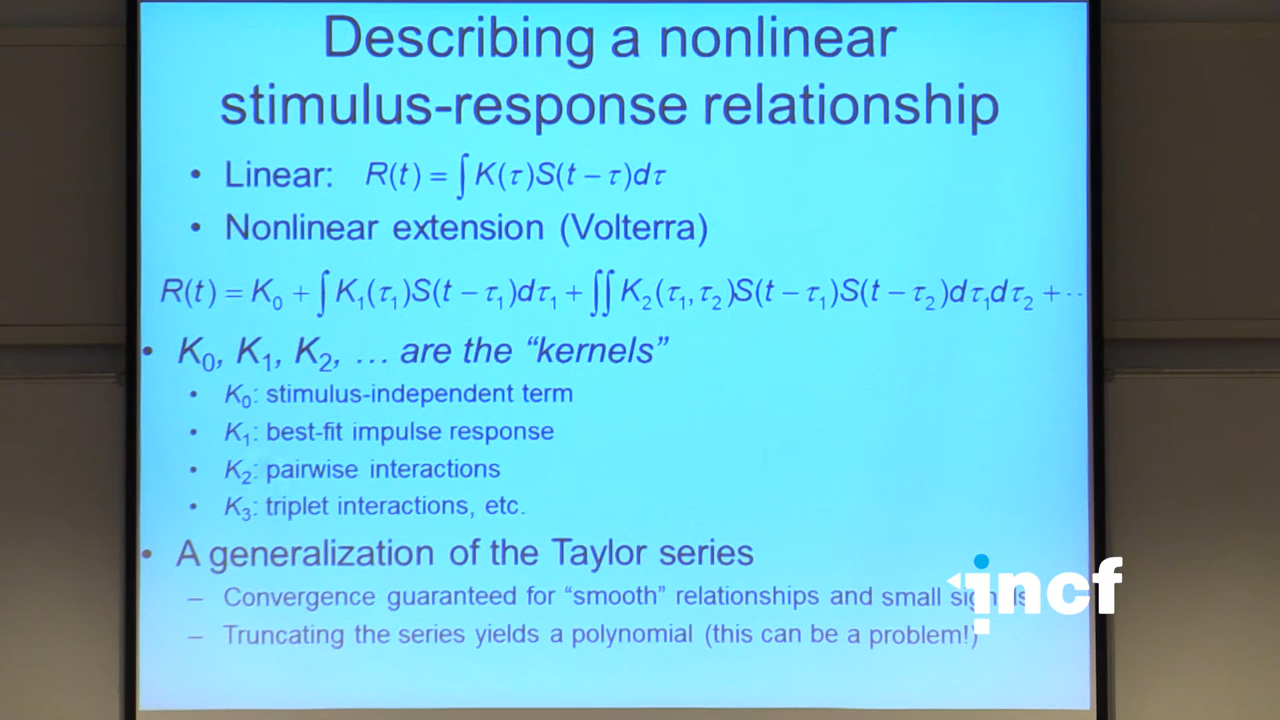 Describing a nonlinear
stimulus-response relationship
• Linear: R(t) = ∫ K(τ)S(t − τ)dτ
• Nonlinear extension (Volterra)
R(t) = K₀ + ∫ K₁(τ₁)S(t − τ₁)dτ₁ + ∬ K₂(τ₁,τ₂)S(t − τ₁)S(t − τ₂)dτ₁dτ₂ + ··
• K₀, K₁, K₂, … are the “kernels”
• K₀: stimulus-independent term
• K₁: best-fit impulse response
• K₂: pairwise interactions
• K₃: triplet interactions, etc.
• A generalization of the Taylor series
– Convergence guaranteed for “smooth” relationships and small
– Truncating the series yields a polynomial (this can be a problem!)
incf